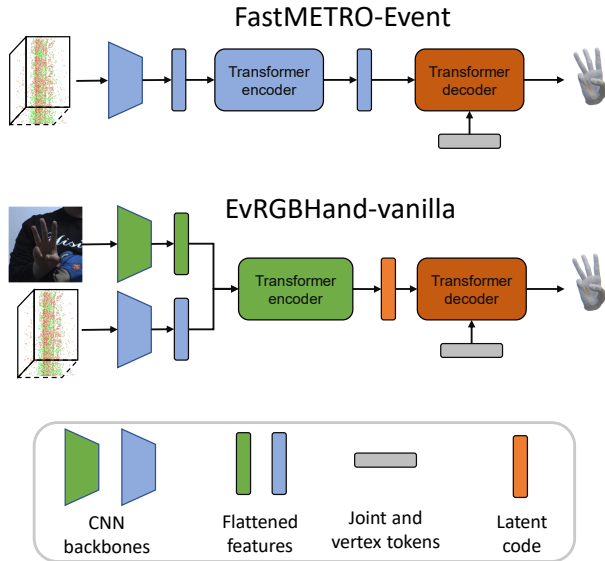 FastMETRO-Event
Transformer
encoder
Transformer
decoder
EvRGBHand-vanilla
Transformer
encoder
Transformer
decoder
CNN
backbones
Flattened
features
Joint and
vertex tokens
Latent
code